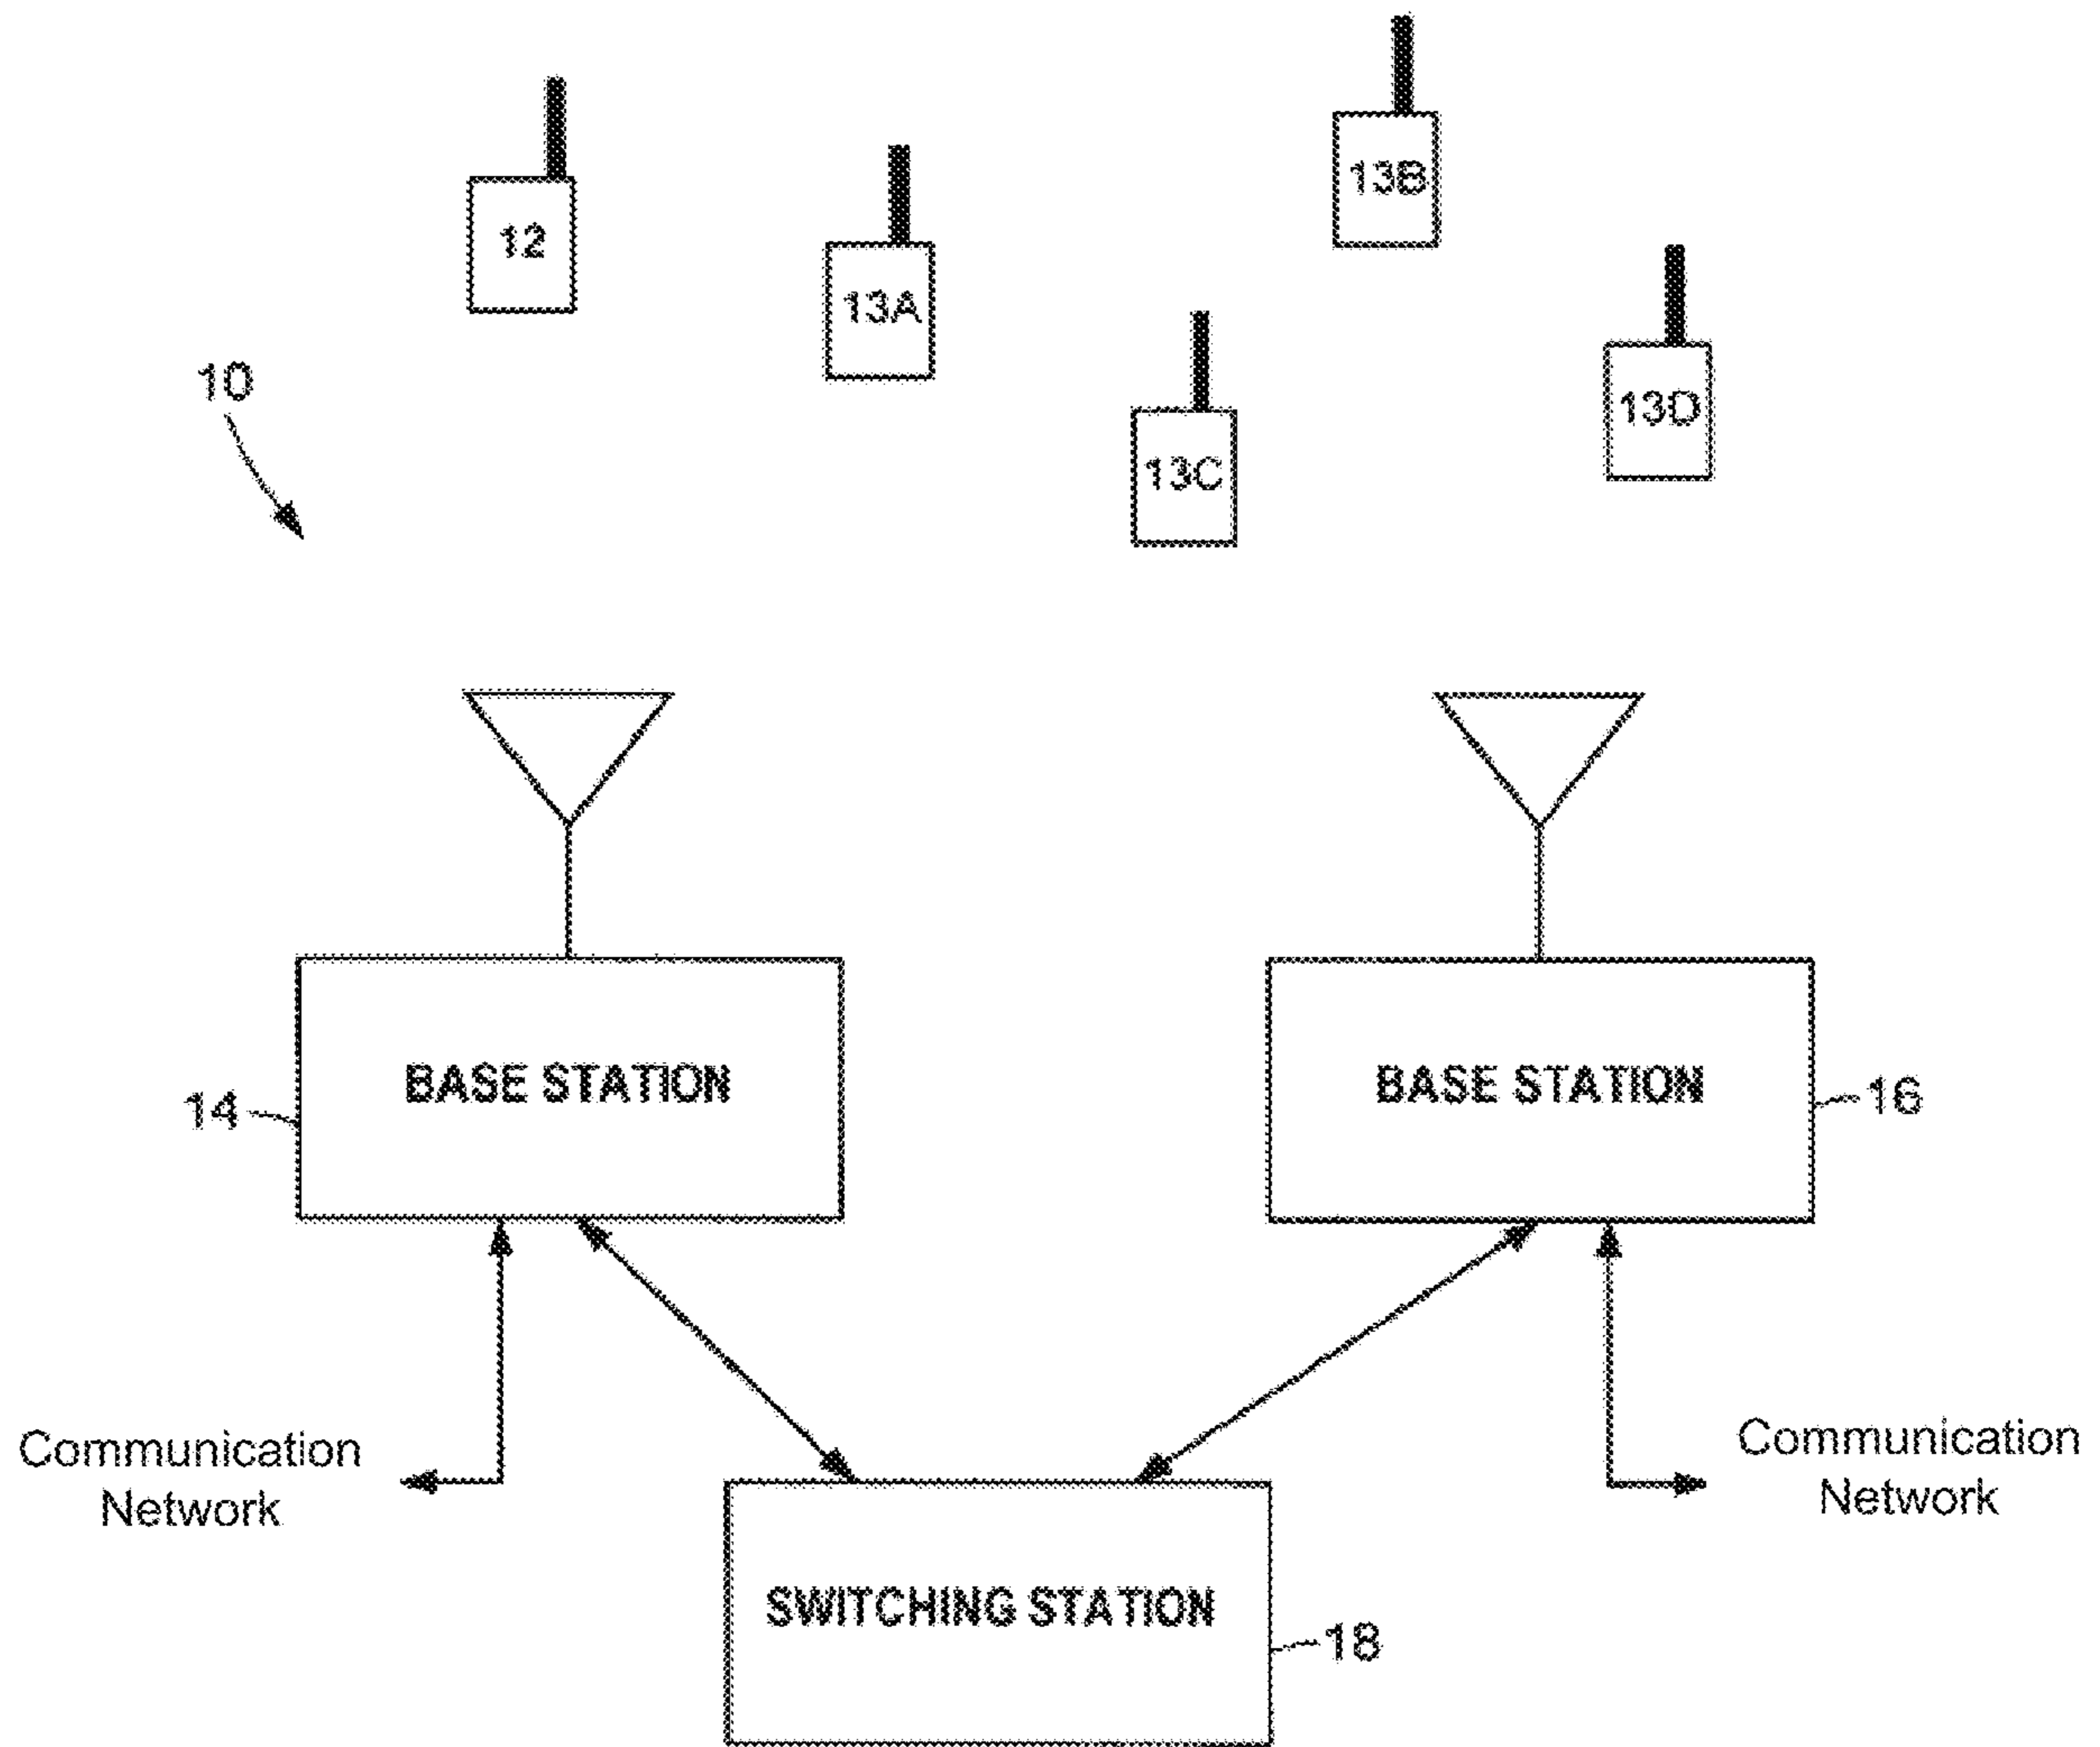 13B
12
13A
10
13D
13C
BASE STATION
BASE STATION
14
16
Communication
Network
Communication
Network
SWITCHING STATION
18